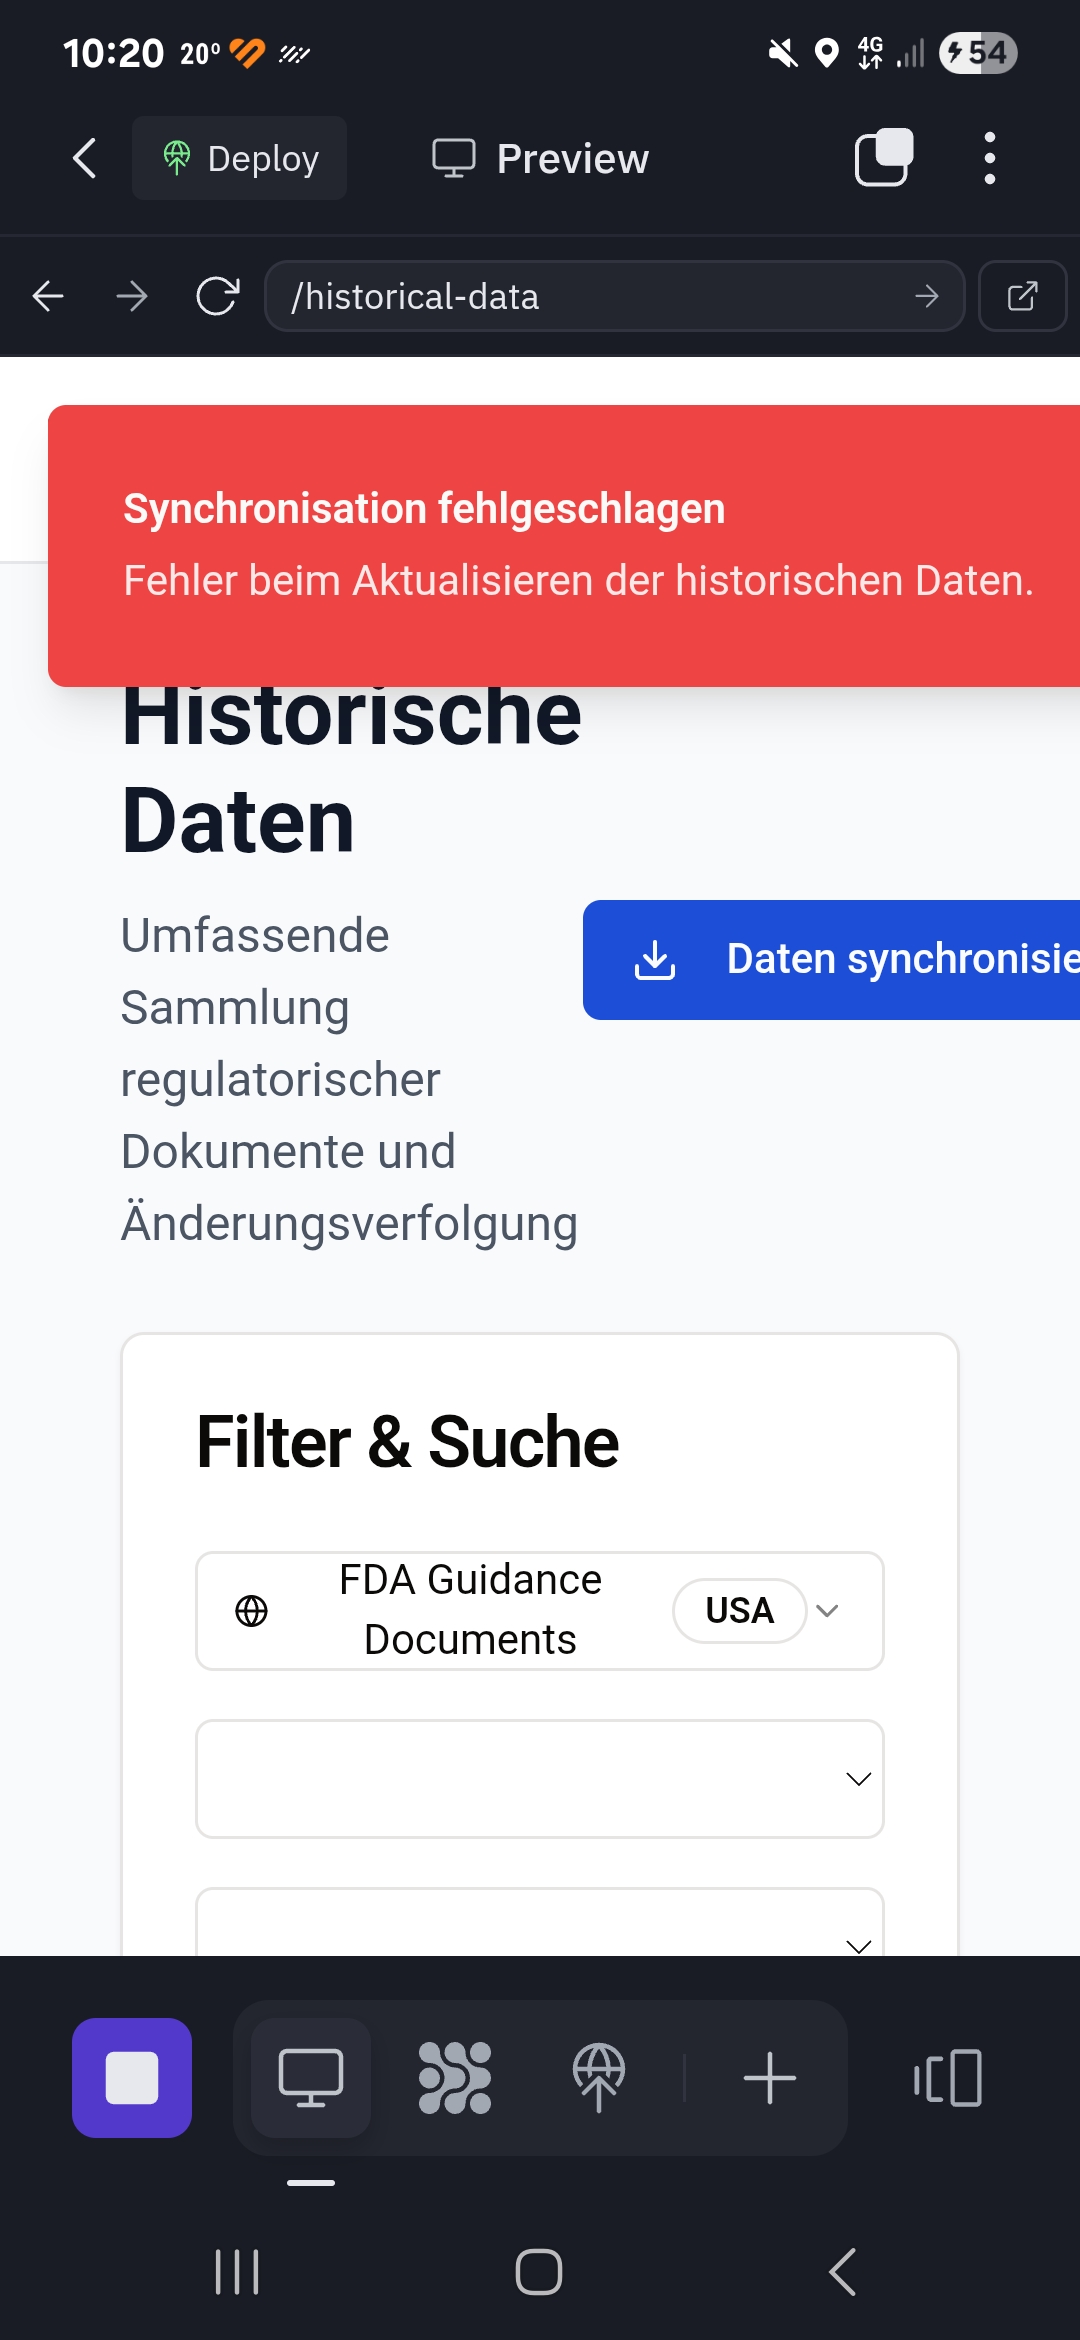 10:20 20° 4G 54
Deploy Preview
/historical-data
Synchronisation fehlgeschlagen
Fehler beim Aktualisieren der historischen Daten.
Historische
Daten
Umfassende
Sammlung
regulatorischer
Dokumente und
Änderungsverfolgung
Daten synchronisie
Filter & Suche
FDA Guidance
Documents
USA